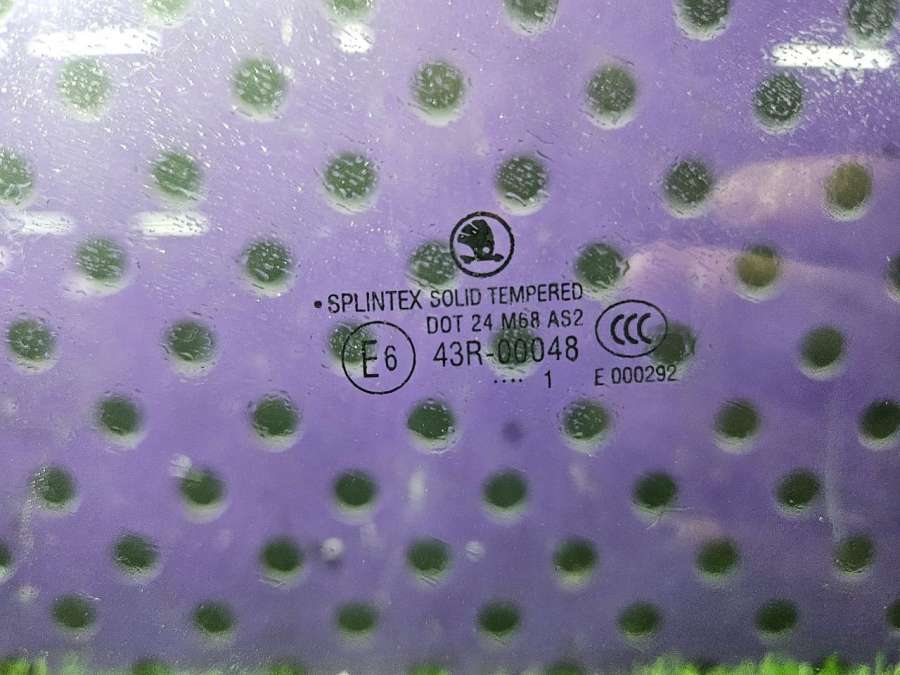 • SPLINTEX SOLID TEMPERED
DOT 24 M68 AS2
E6 43R-00048 CCC
.... 1 E 000292